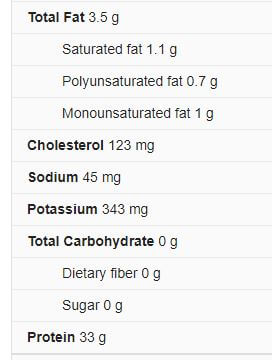 Total Fat 3.5 g
Saturated fat 1.1 g
Polyunsaturated fat 0.7 g
Monounsaturated fat 1 g
Cholesterol 123 mg
Sodium 45 mg
Potassium 343 mg
Total Carbohydrate 0 g
Dietary fiber 0 g
Sugar 0 g
Protein 33 g